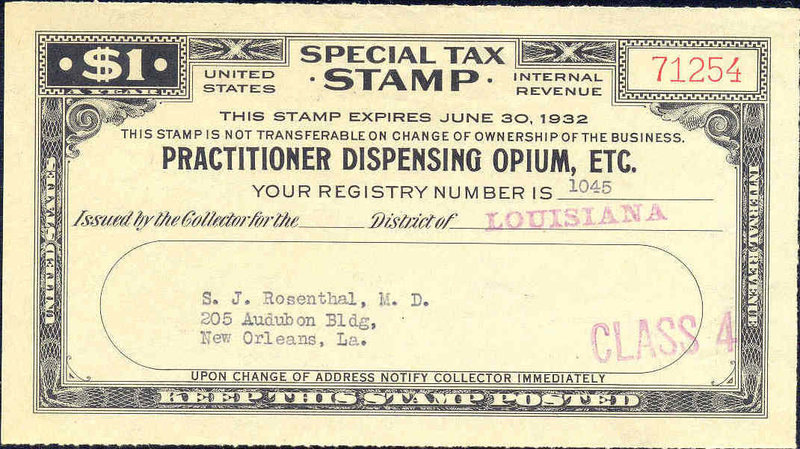 $1
A YEAR
UNITED STATES
SPECIAL TAX
STAMP
INTERNAL REVENUE
71254
THIS STAMP EXPIRES JUNE 30, 1932
THIS STAMP IS NOT TRANSFERABLE ON CHANGE OF OWNERSHIP OF THE BUSINESS.
PRACTITIONER DISPENSING OPIUM, ETC.
YOUR REGISTRY NUMBER IS 1045
Issued by the Collector for the District of LOUISIANA
S. J. Rosenthal, M. D.
205 Audubon Bldg,
New Orleans, La.
CLASS 4
UPON CHANGE OF ADDRESS NOTIFY COLLECTOR IMMEDIATELY
KEEP THIS STAMP POSTED
UNITED STATES
INTERNAL REVENUE